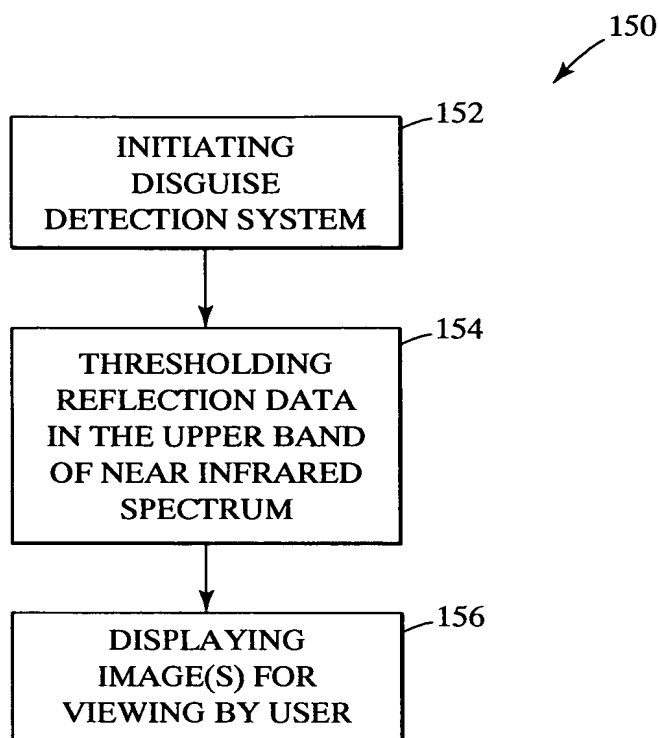 150
152
INITIATING
DISGUISE
DETECTION SYSTEM
154
THRESHOLDING
REFLECTION DATA
IN THE UPPER BAND
OF NEAR INFRARED
SPECTRUM
156
DISPLAYING
IMAGE(S) FOR
VIEWING BY USER